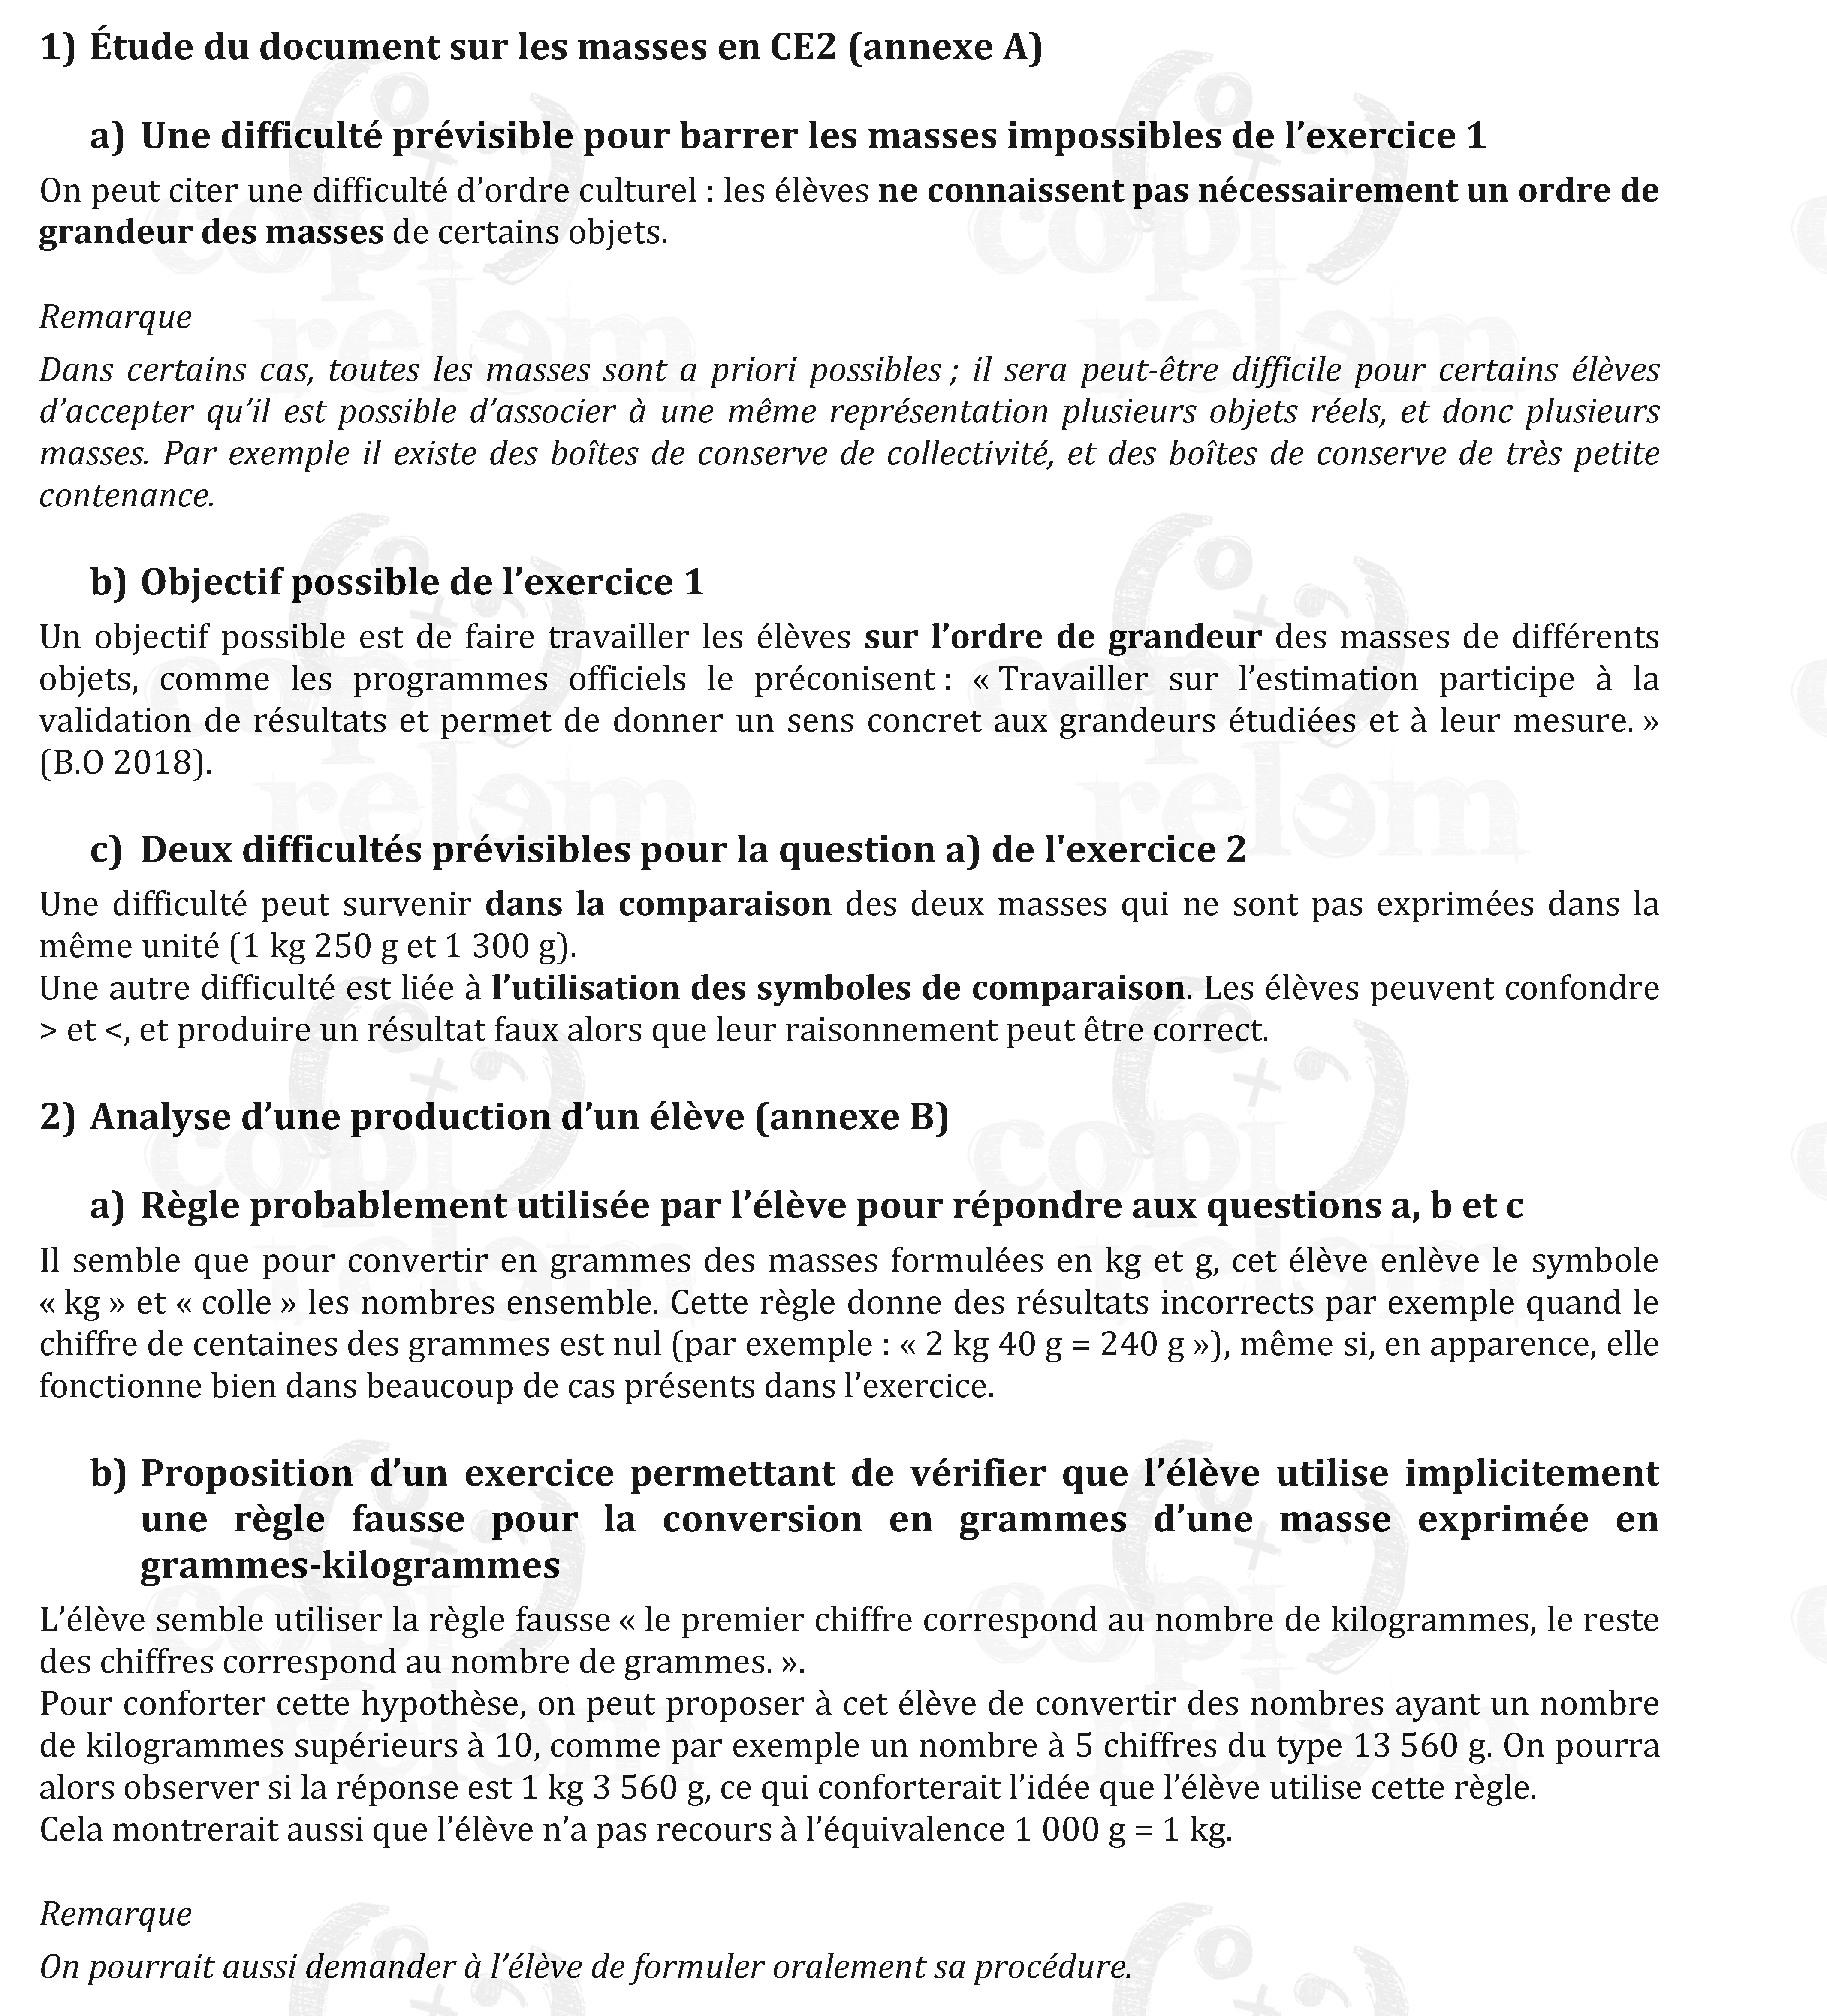 1) Étude du document sur les masses en CE2 (annexe A)
a) Une difficulté prévisible pour barrer les masses impossibles de l’exercice 1
On peut citer une difficulté d’ordre culturel : les élèves ne connaissent pas nécessairement un ordre de
grandeur des masses de certains objets.
Remarque
Dans certains cas, toutes les masses sont a priori possibles ; il sera peut-être difficile pour certains élèves
d’accepter qu’il est possible d’associer à une même représentation plusieurs objets réels, et donc plusieurs
masses. Par exemple il existe des boîtes de conserve de collectivité, et des boîtes de conserve de très petite
contenance.
b) Objectif possible de l’exercice 1
Un objectif possible est de faire travailler les élèves sur l’ordre de grandeur des masses de différents
objets, comme les programmes officiels le préconisent : « Travailler sur l’estimation participe à la
validation de résultats et permet de donner un sens concret aux grandeurs étudiées et à leur mesure. »
(B.O 2018).
c) Deux difficultés prévisibles pour la question a) de l'exercice 2
Une difficulté peut survenir dans la comparaison des deux masses qui ne sont pas exprimées dans la
même unité (1 kg 250 g et 1 300 g).
Une autre difficulté est liée à l’utilisation des symboles de comparaison. Les élèves peuvent confondre
> et <, et produire un résultat faux alors que leur raisonnement peut être correct.
2) Analyse d’une production d’un élève (annexe B)
a) Règle probablement utilisée par l’élève pour répondre aux questions a, b et c
Il semble que pour convertir en grammes des masses formulées en kg et g, cet élève enlève le symbole
« kg » et « colle » les nombres ensemble. Cette règle donne des résultats incorrects par exemple quand le
chiffre de centaines des grammes est nul (par exemple : « 2 kg 40 g = 240 g »), même si, en apparence, elle
fonctionne bien dans beaucoup de cas présents dans l’exercice.
b) Proposition d’un exercice permettant de vérifier que l’élève utilise implicitement
une règle fausse pour la conversion en grammes d’une masse exprimée en
grammes-kilogrammes
L’élève semble utiliser la règle fausse « le premier chiffre correspond au nombre de kilogrammes, le reste
des chiffres correspond au nombre de grammes. ».
Pour conforter cette hypothèse, on peut proposer à cet élève de convertir des nombres ayant un nombre
de kilogrammes supérieurs à 10, comme par exemple un nombre à 5 chiffres du type 13 560 g. On pourra
alors observer si la réponse est 1 kg 3 560 g, ce qui conforterait l’idée que l’élève utilise cette règle.
Cela montrerait aussi que l’élève n’a pas recours à l’équivalence 1 000 g = 1 kg.
Remarque
On pourrait aussi demander à l’élève de formuler oralement sa procédure.